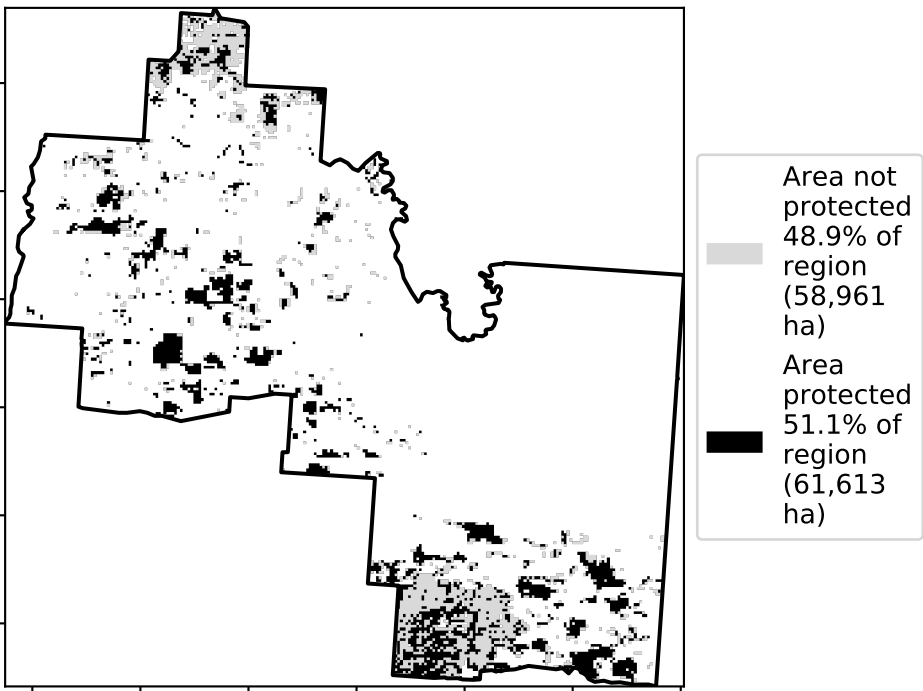 Area not
protected
48.9% of
region
(58,961
ha)
Area
protected
51.1% of
region
(61,613
ha)